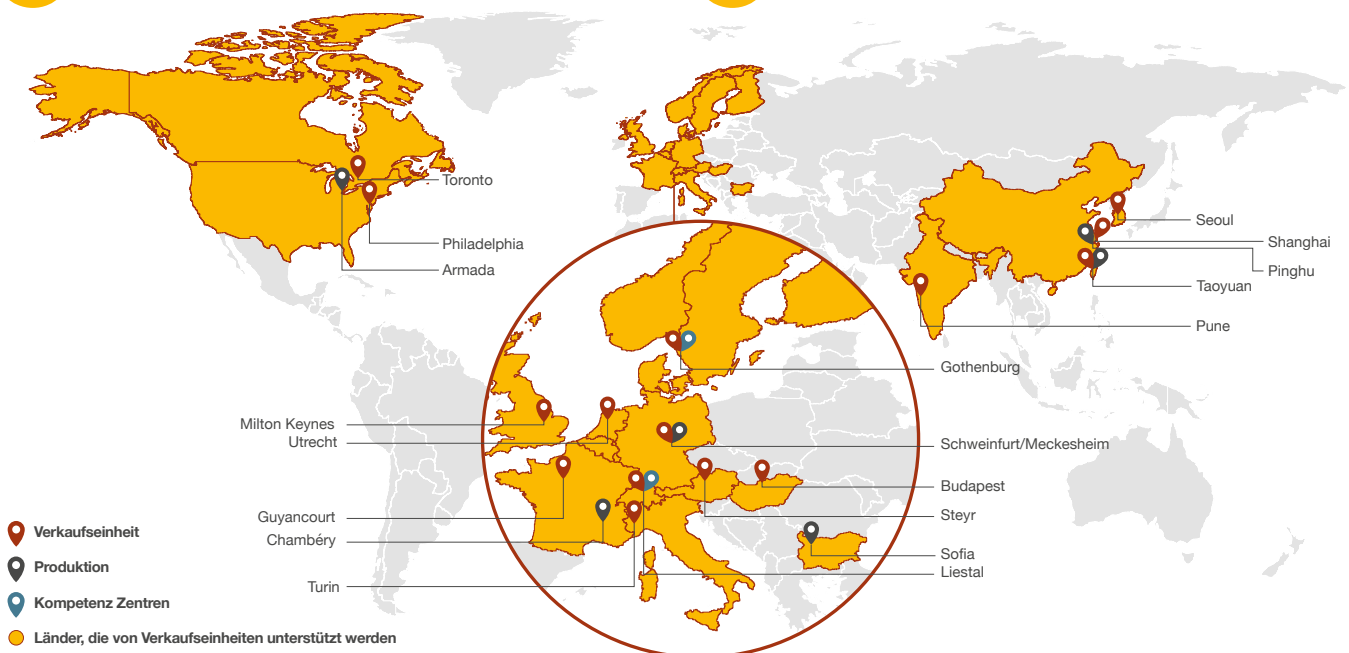 Toronto
Philadelphia
Armada
Seoul
Shanghai
Pinghu
Taoyuan
Pune
Gothenburg
Milton Keynes
Utrecht
Schweinfurt/Meckesheim
Budapest
Guyancourt
Steyr
Chambéry
Sofia
Liestal
Turin
Verkaufseinheit
Produktion
Kompetenz Zentren
Länder, die von Verkaufseinheiten unterstützt werden